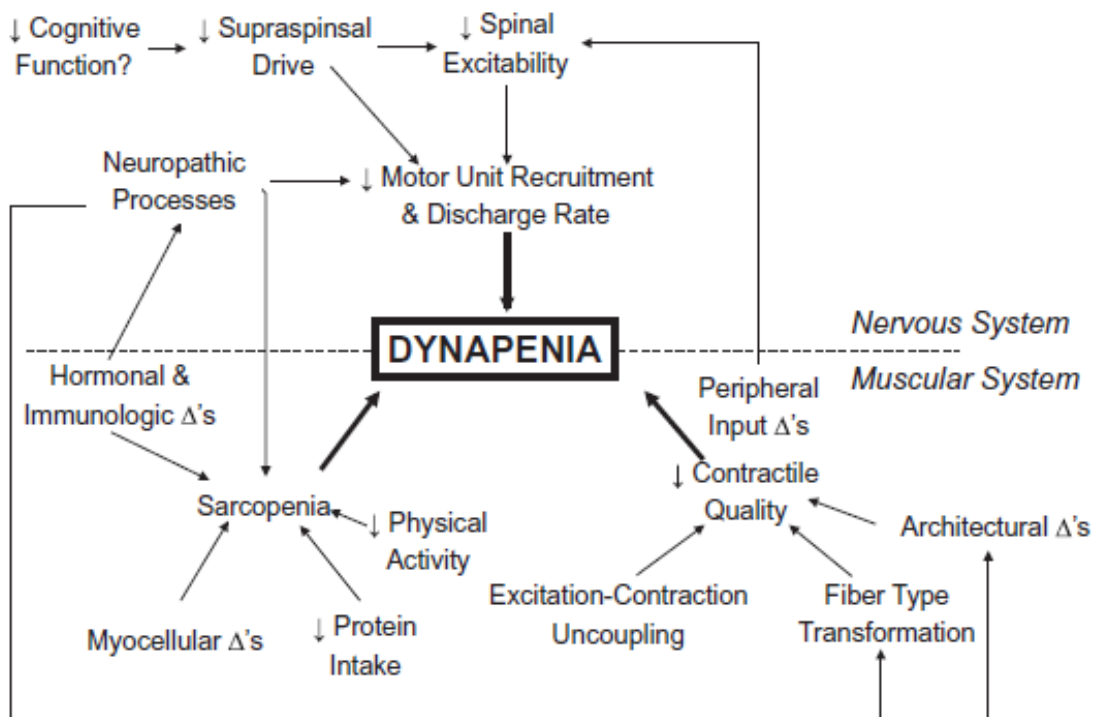 ↓ Cognitive
Function?
↓ Supraspinsal
Drive
↓ Spinal
Excitability
Neuropathic
Processes
↓ Motor Unit Recruitment
& Discharge Rate
DYNAPENIA
Nervous System
Muscular System
Hormonal &
Immunologic Δ's
Peripheral
Input Δ's
↓ Contractile
Quality
Sarcopenia
↓ Physical
Activity
Architectural Δ's
Excitation-Contraction
Uncoupling
Fiber Type
Transformation
Myocellular Δ's
↓ Protein
Intake